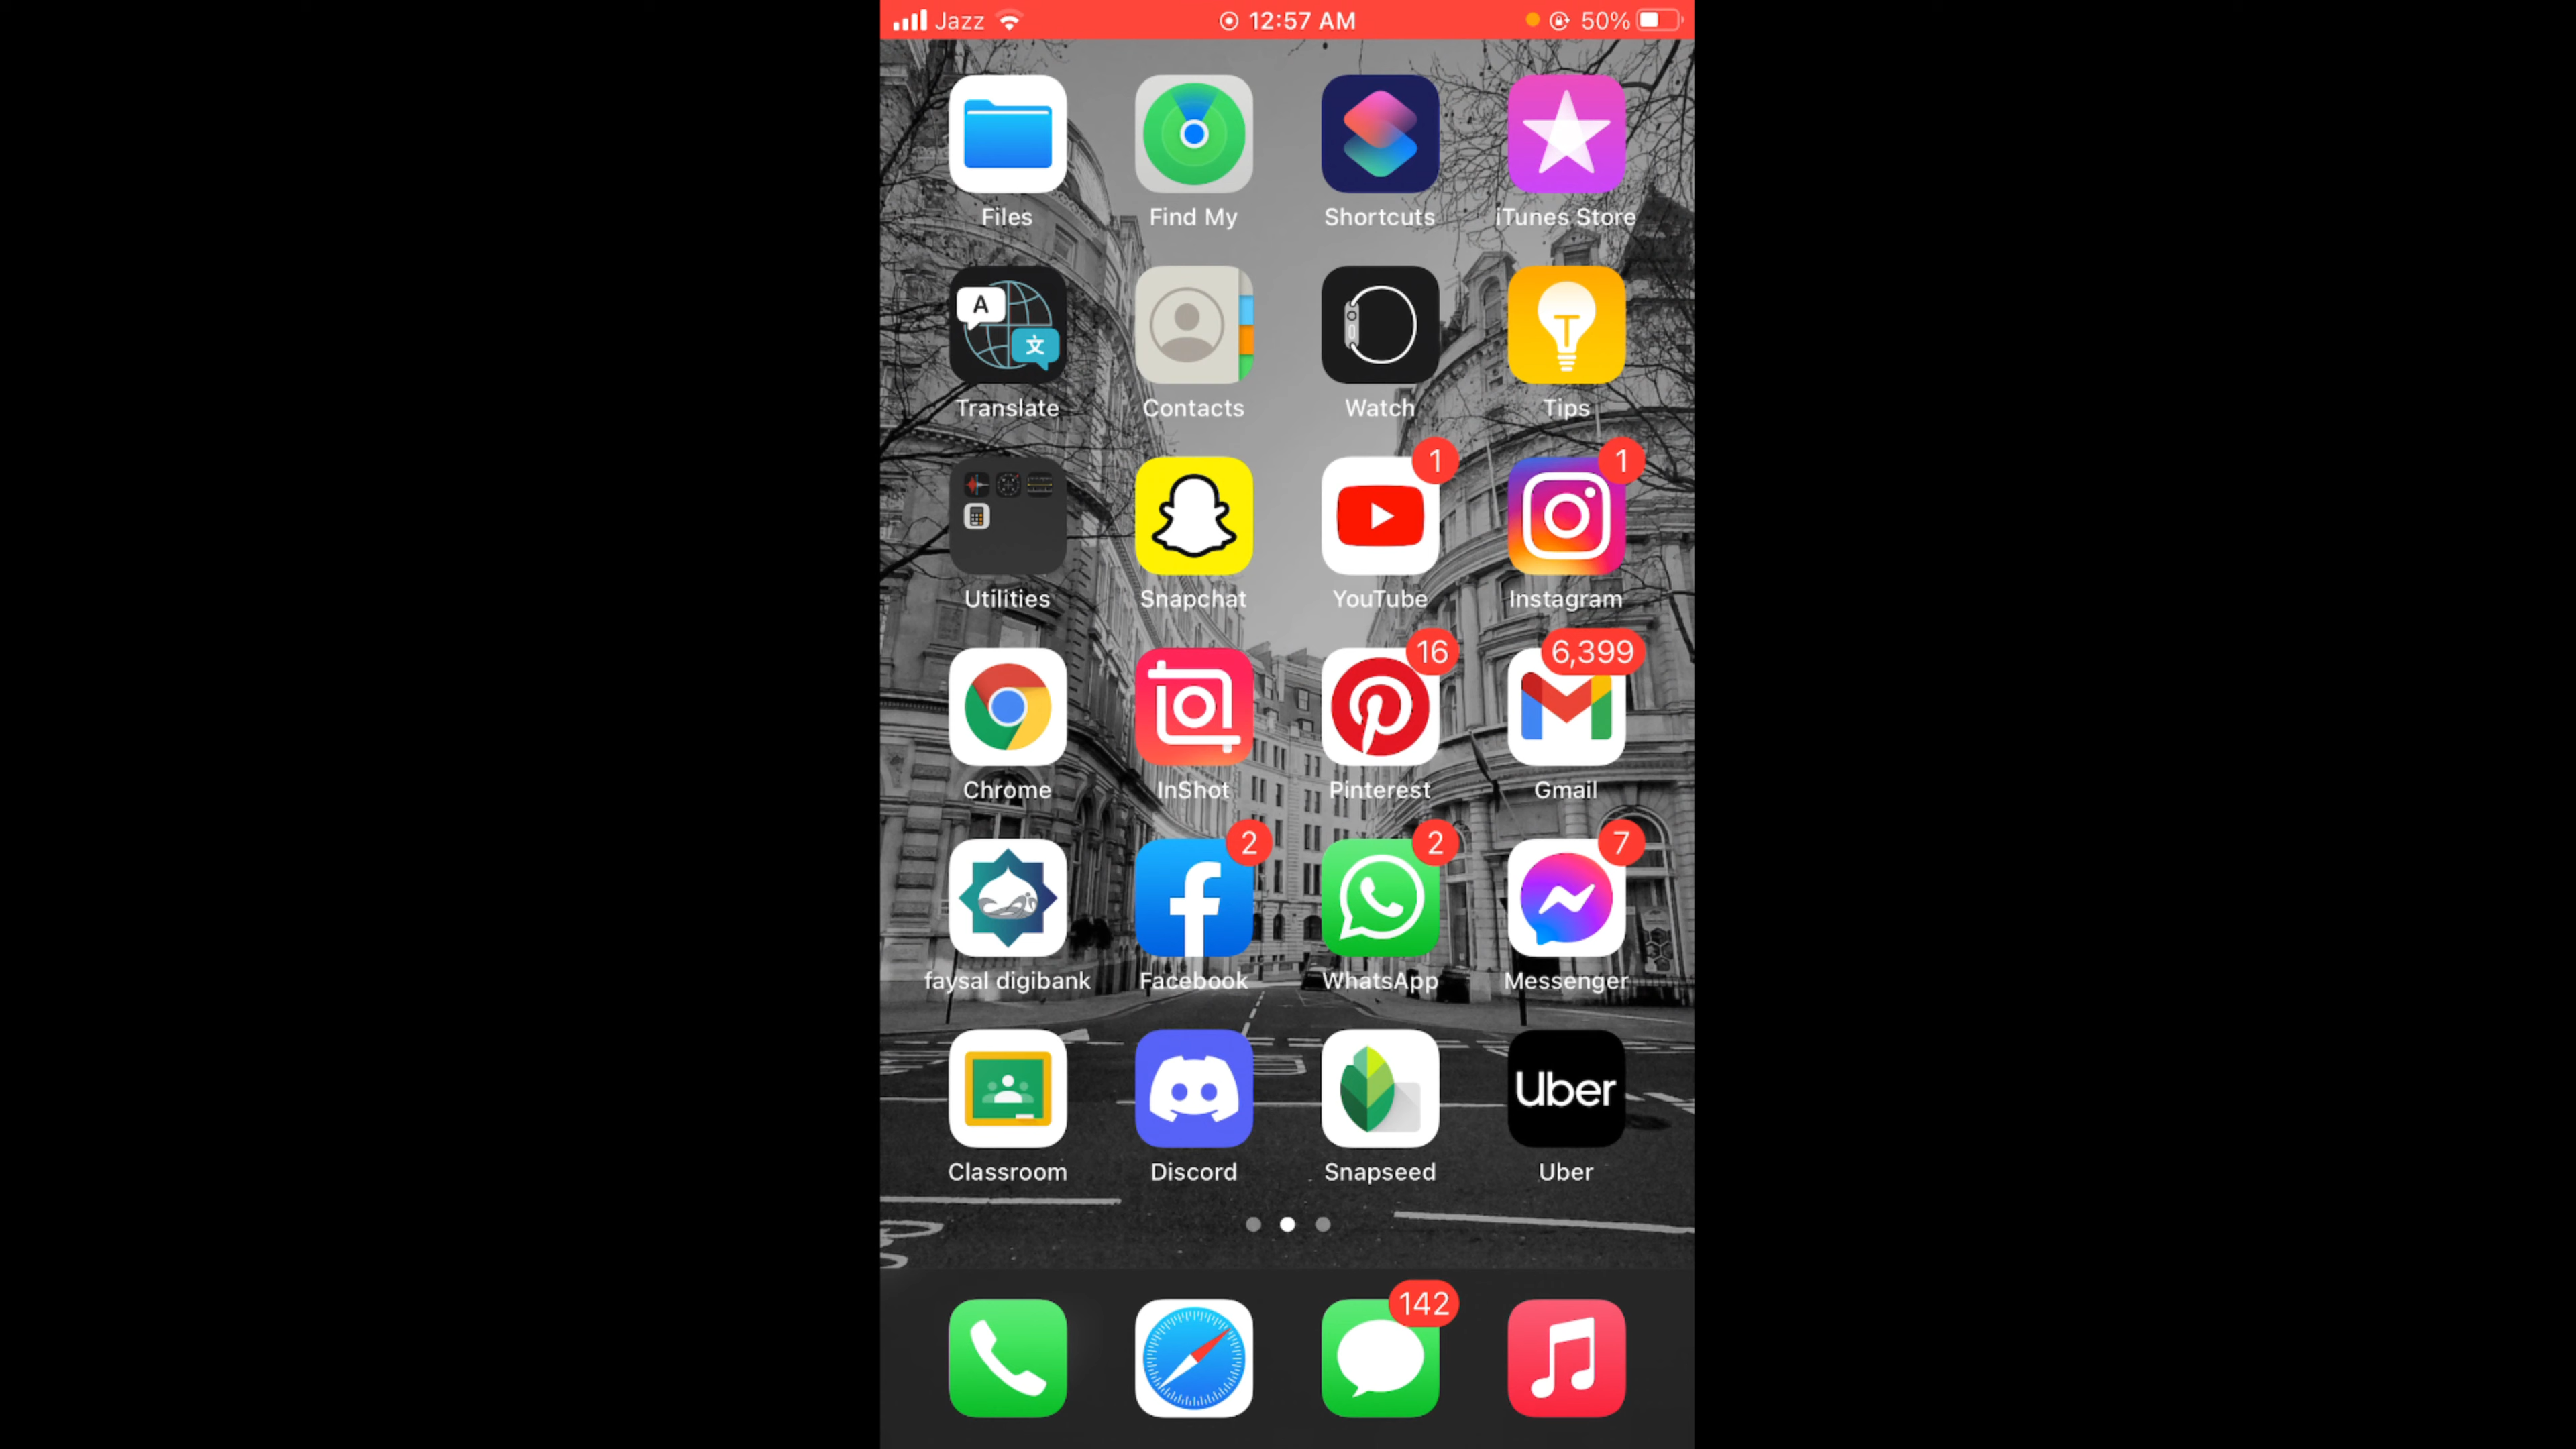 Jazz 12:57 AM 50%
Files Find My Shortcuts iTunes Store
A 文
Translate Contacts Watch Tips
1 1
Utilities Snapchat YouTube Instagram
16 6,399
Chrome InShot Pinterest Gmail
2 2 7
faysal digibank Facebook WhatsApp Messenger
Uber
Classroom Discord Snapseed Uber
142